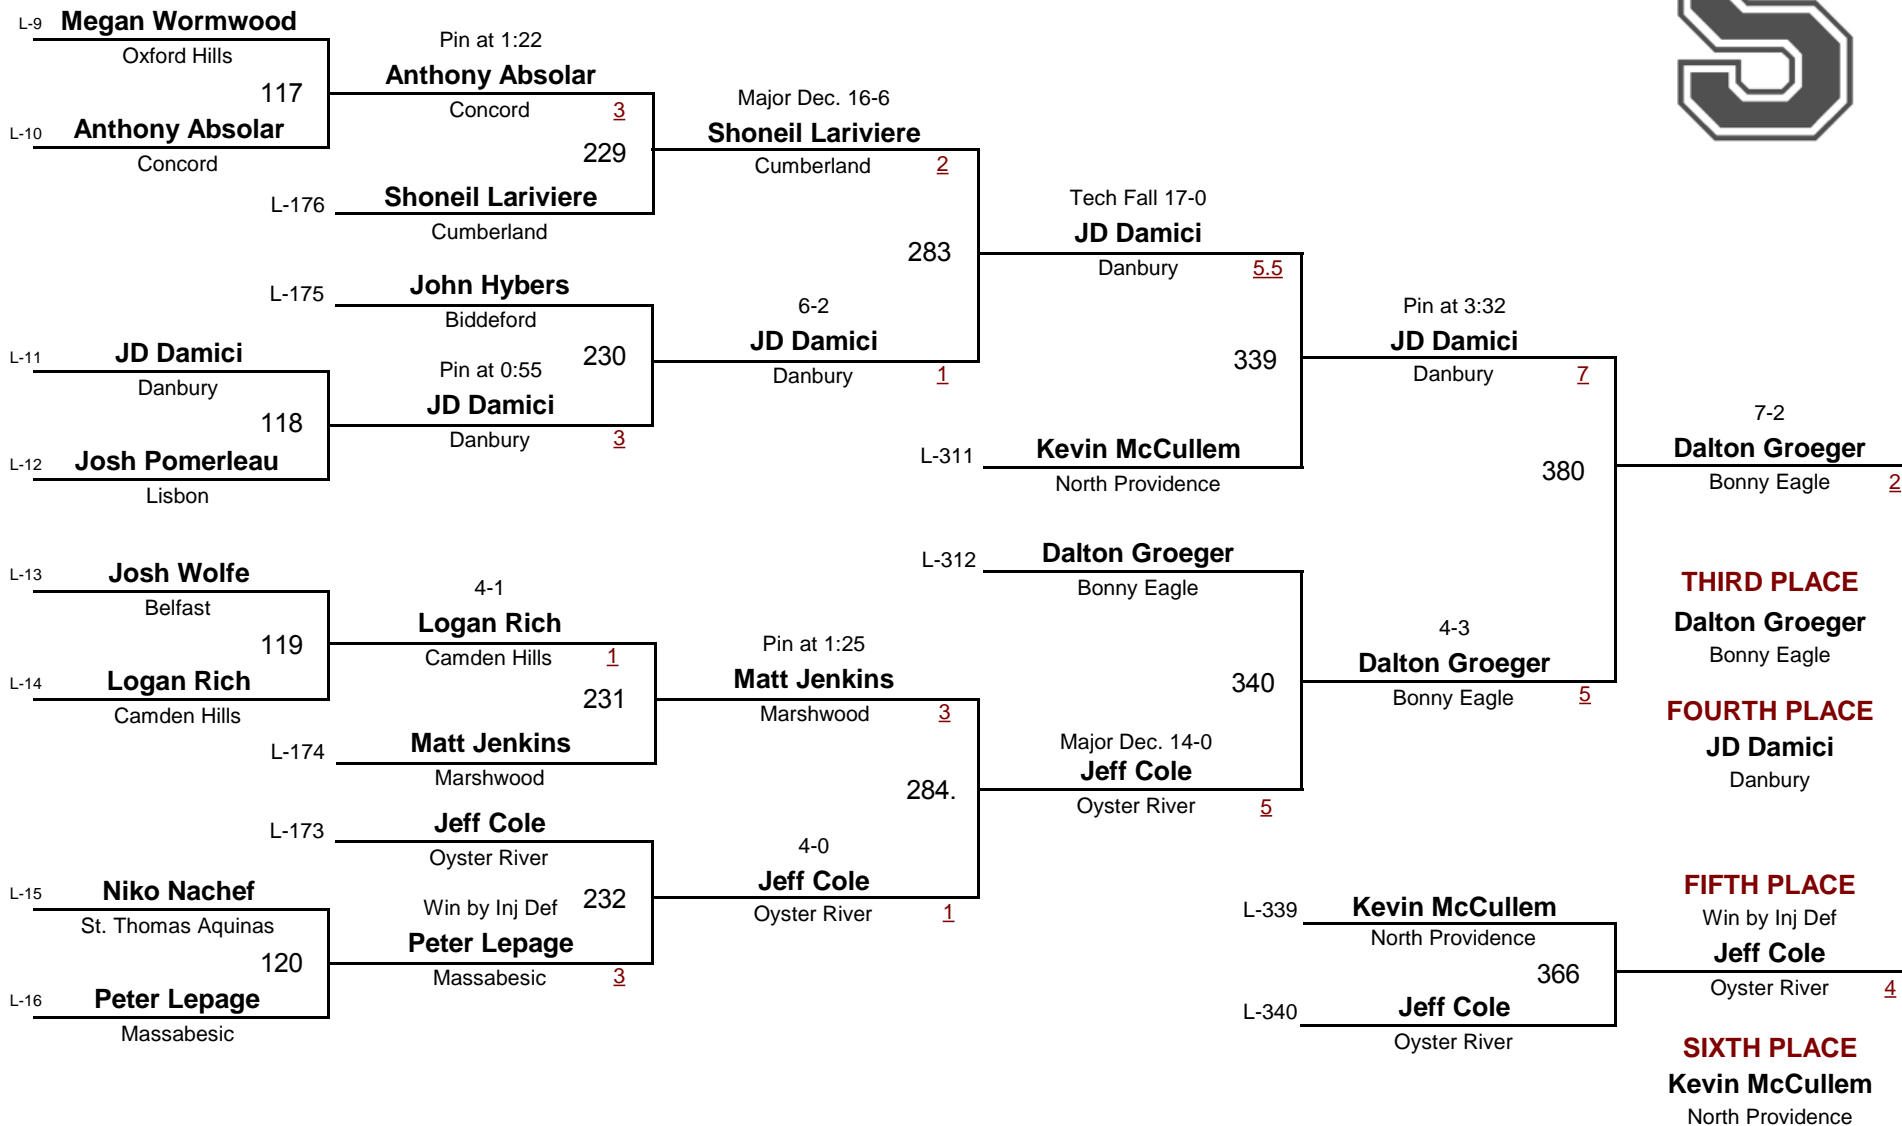 L-9 Megan Wormwood
Oxford Hills
117
L-10 Anthony Absolar
Concord
Pin at 1:22
Anthony Absolar
Concord 3
229
L-176 Shoneil Lariviere
Cumberland
Major Dec. 16-6
Shoneil Lariviere
Cumberland 2
283
L-175 John Hybers
Biddeford
230
L-11 JD Damici
Danbury
118
L-12 Josh Pomerleau
Lisbon
Pin at 0:55
JD Damici
Danbury 3
6-2
JD Damici
Danbury 1
Tech Fall 17-0
JD Damici
Danbury 5.5
339
L-311 Kevin McCullem
North Providence
Pin at 3:32
JD Damici
Danbury 7
380
7-2
Dalton Groeger
Bonny Eagle 2
L-13 Josh Wolfe
Belfast
119
L-14 Logan Rich
Camden Hills
4-1
Logan Rich
Camden Hills 1
231
L-174 Matt Jenkins
Marshwood
Pin at 1:25
Matt Jenkins
Marshwood 3
284.
L-173 Jeff Cole
Oyster River
232
L-15 Niko Nachef
St. Thomas Aquinas
120
L-16 Peter Lepage
Massabesic
Win by Inj Def
Peter Lepage
Massabesic 3
4-0
Jeff Cole
Oyster River 1
L-312 Dalton Groeger
Bonny Eagle
340
Major Dec. 14-0
Jeff Cole
Oyster River 5
4-3
Dalton Groeger
Bonny Eagle 5
THIRD PLACE
Dalton Groeger
Bonny Eagle
FOURTH PLACE
JD Damici
Danbury
L-339 Kevin McCullem
North Providence
366
L-340 Jeff Cole
Oyster River
FIFTH PLACE
Win by Inj Def
Jeff Cole
Oyster River 4
SIXTH PLACE
Kevin McCullem
North Providence
S